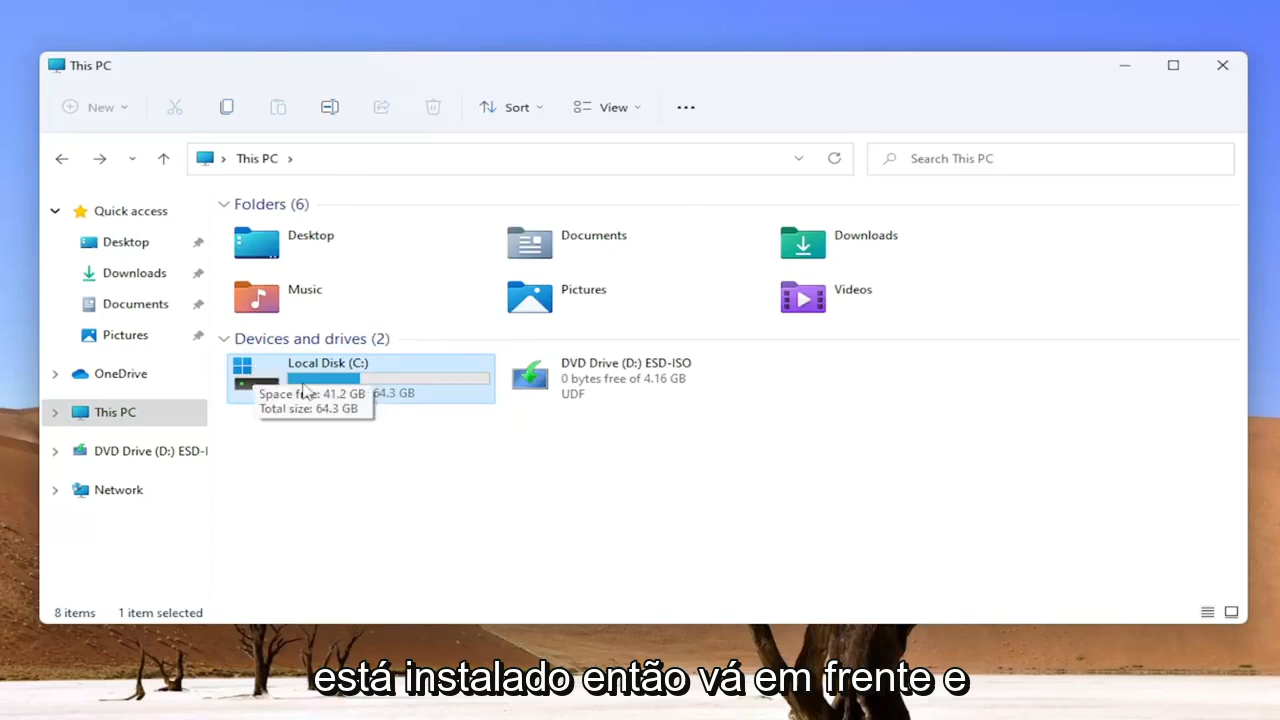 This PC
New
Sort
View
This PC
Search This PC
Quick access
Desktop
Downloads
Documents
Pictures
OneDrive
This PC
DVD Drive (D:) ESD-I
Network
Folders (6)
Desktop
Documents
Downloads
Music
Pictures
Videos
Devices and drives (2)
Local Disk (C:)
64.3 GB
Space free: 41.2 GB
Total size: 64.3 GB
DVD Drive (D:) ESD-ISO
0 bytes free of 4.16 GB
UDF
8 items
1 item selected
está instalado então vá em frente e